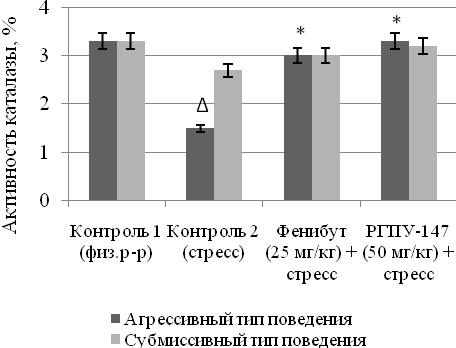 Активность каталазы, %
4
3
2
1
0
Δ
*
*
Контроль 1 (физ.р-р)
Контроль 2 (стресс)
Фенибут (25 мг/кг) + стресс
РГПУ-147 (50 мг/кг) + стресс
Агрессивный тип поведения
Субмиссивный тип поведения